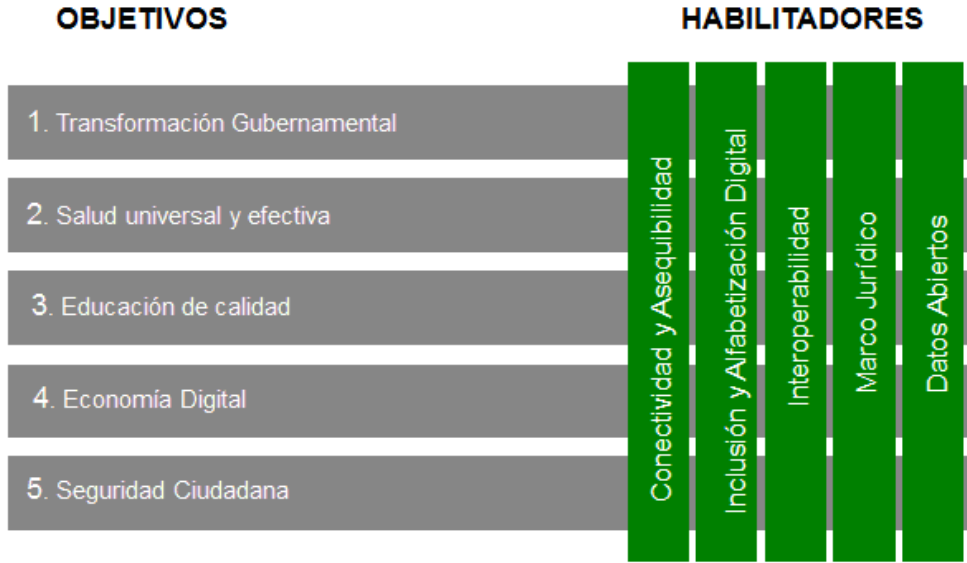 OBJETIVOS
HABILITADORES
1. Transformación Gubernamental
2. Salud universal y efectiva
3. Educación de calidad
4. Economía Digital
5. Seguridad Ciudadana
Conectividad y Asequibilidad
Inclusión y Alfabetización Digital
Interoperabilidad
Marco Jurídico
Datos Abiertos